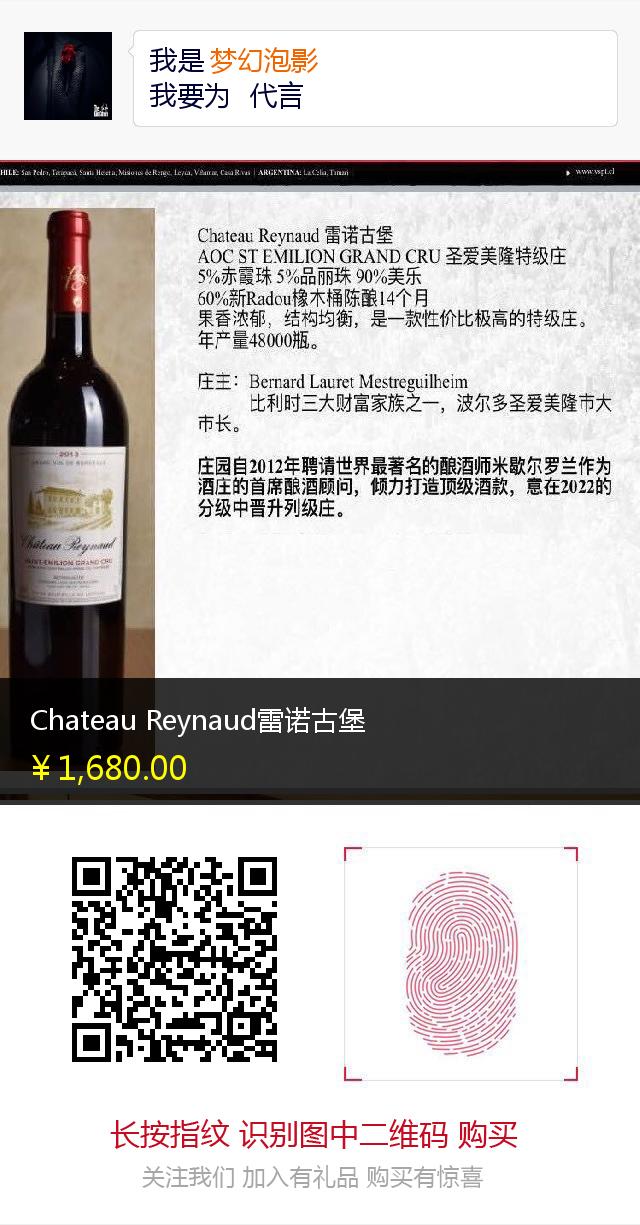 我是 梦幻泡影
我要为 代言
HILE: San Pedro, Tarapacá, Santa Helena, Misiones de Rengo, Leyda, Viñamar, Casa Rivas | ARGENTINA: La Celia, Tamarí
www.vspt.cl
Chateau Reynaud 雷诺古堡
AOC ST EMILION GRAND CRU 圣爱美隆特级庄
5%赤霞珠 5%品丽珠 90%美乐
60%新Radou橡木桶陈酿14个月
果香浓郁，结构均衡，是一款性价比极高的特级庄。
年产量48000瓶。
庄主：Bernard Lauret Mestreguilheim
比利时三大财富家族之一，波尔多圣爱美隆市大
市长。
庄园自2012年聘请世界最著名的酿酒师米歇尔罗兰作为
酒庄的首席酿酒顾问，倾力打造顶级酒款，意在2022的
分级中晋升列级庄。
2013
GRAND VIN DE BORDEAUX
Château Reynaud
SAINT-EMILION GRAND CRU
Chateau Reynaud雷诺古堡
￥1,680.00
长按指纹 识别图中二维码 购买
关注我们 加入有礼品 购买有惊喜